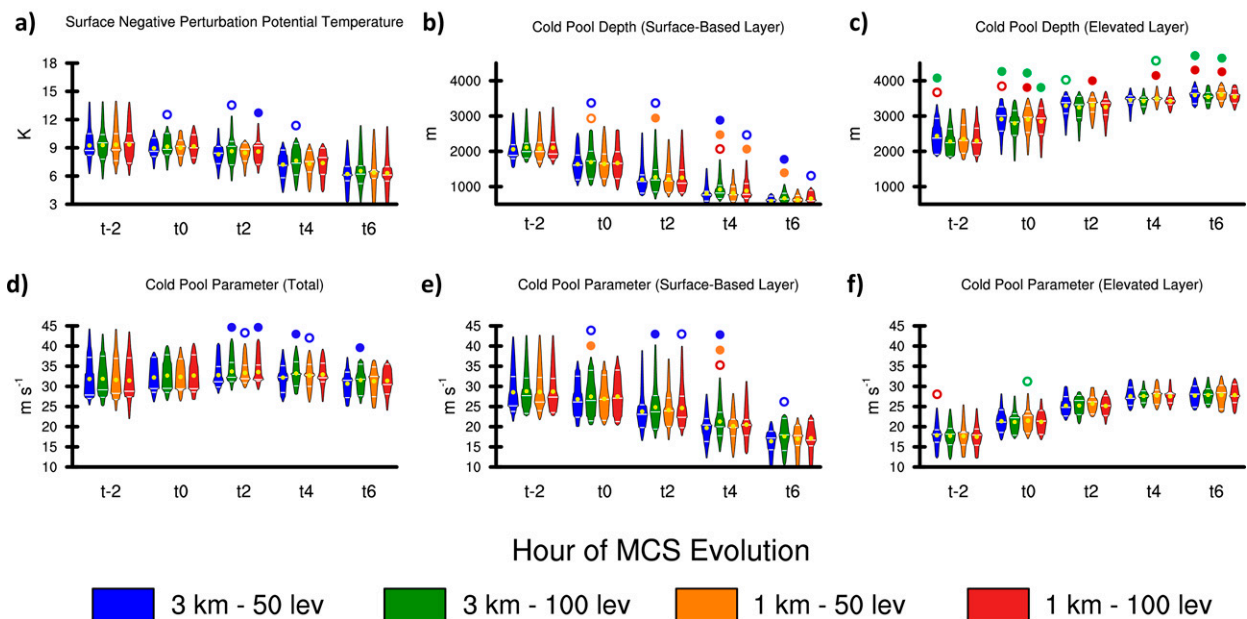 a) Surface Negative Perturbation Potential Temperature
K
18
15
12
9
6
3
t-2 t0 t2 t4 t6
b) Cold Pool Depth (Surface-Based Layer)
m
4000
3000
2000
1000
t-2 t0 t2 t4 t6
c) Cold Pool Depth (Elevated Layer)
m
4000
3000
2000
1000
t-2 t0 t2 t4 t6
d) Cold Pool Parameter (Total)
m s⁻¹
45
40
35
30
25
20
15
10
t-2 t0 t2 t4 t6
e) Cold Pool Parameter (Surface-Based Layer)
m s⁻¹
45
40
35
30
25
20
15
10
t-2 t0 t2 t4 t6
f) Cold Pool Parameter (Elevated Layer)
m s⁻¹
45
40
35
30
25
20
15
10
t-2 t0 t2 t4 t6
Hour of MCS Evolution
3 km - 50 lev 3 km - 100 lev 1 km - 50 lev 1 km - 100 lev